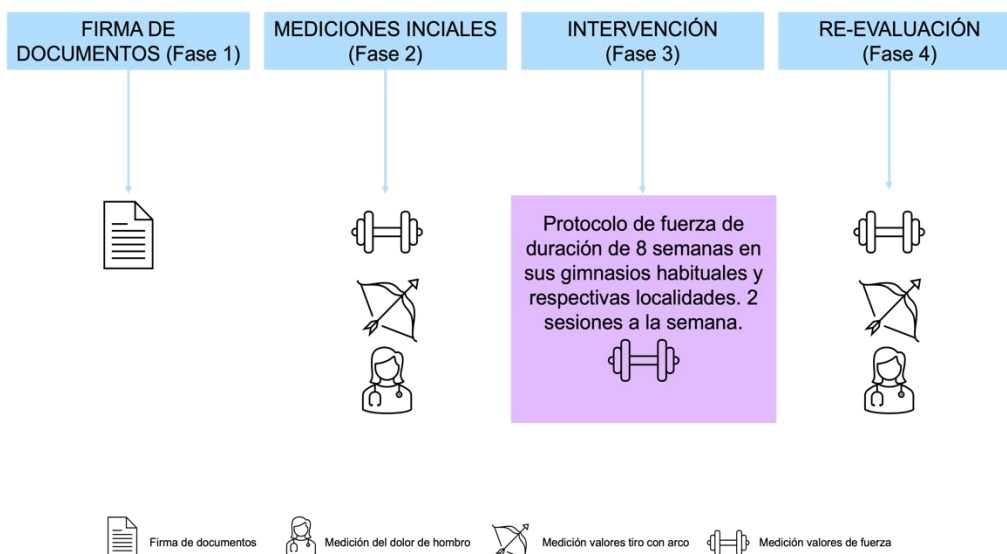 FIRMA DE
DOCUMENTOS (Fase 1)
MEDICIONES INCIALES
(Fase 2)
INTERVENCIÓN
(Fase 3)
RE-EVALUACIÓN
(Fase 4)
Protocolo de fuerza de
duración de 8 semanas en
sus gimnasios habituales y
respectivas localidades. 2
sesiones a la semana.
Firma de documentos
Medición del dolor de hombro
Medición valores tiro con arco
Medición valores de fuerza